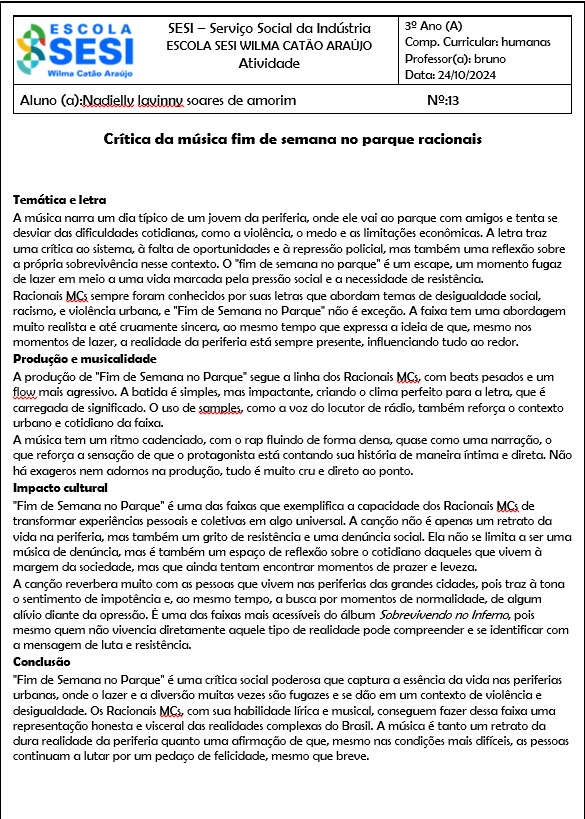 ESCOLA
SESI
Wilma Catão Araújo
SESI – Serviço Social da Indústria
ESCOLA SESI WILMA CATÃO ARAÚJO
Atividade
3º Ano (A)
Comp. Curricular: humanas
Professor(a): bruno
Data: 24/10/2024
Aluno (a):Nadielly lavinny soares de amorim Nº:13
Crítica da música fim de semana no parque racionais
Temática e letra
A música narra um dia típico de um jovem da periferia, onde ele vai ao parque com amigos e tenta se
desviar das dificuldades cotidianas, como a violência, o medo e as limitações econômicas. A letra traz
uma crítica ao sistema, à falta de oportunidades e à repressão policial, mas também uma reflexão sobre
a própria sobrevivência nesse contexto. O "fim de semana no parque" é um escape, um momento fugaz
de lazer em meio a uma vida marcada pela pressão social e a necessidade de resistência.
Racionais MCs sempre foram conhecidos por suas letras que abordam temas de desigualdade social,
racismo, e violência urbana, e "Fim de Semana no Parque" não é exceção. A faixa tem uma abordagem
muito realista e até cruamente sincera, ao mesmo tempo que expressa a ideia de que, mesmo nos
momentos de lazer, a realidade da periferia está sempre presente, influenciando tudo ao redor.
Produção e musicalidade
A produção de "Fim de Semana no Parque" segue a linha dos Racionais MCs, com beats pesados e um
flow mais agressivo. A batida é simples, mas impactante, criando o clima perfeito para a letra, que é
carregada de significado. O uso de samples, como a voz do locutor de rádio, também reforça o contexto
urbano e cotidiano da faixa.
A música tem um ritmo cadenciado, com o rap fluindo de forma densa, quase como uma narração, o
que reforça a sensação de que o protagonista está contando sua história de maneira íntima e direta. Não
há exageros nem adornos na produção, tudo é muito cru e direto ao ponto.
Impacto cultural
"Fim de Semana no Parque" é uma das faixas que exemplifica a capacidade dos Racionais MCs de
transformar experiências pessoais e coletivas em algo universal. A canção não é apenas um retrato da
vida na periferia, mas também um grito de resistência e uma denúncia social. Ela não se limita a ser uma
música de denúncia, mas é também um espaço de reflexão sobre o cotidiano daqueles que vivem à
margem da sociedade, mas que ainda tentam encontrar momentos de prazer e leveza.
A canção reverbera muito com as pessoas que vivem nas periferias das grandes cidades, pois traz à tona
o sentimento de impotência e, ao mesmo tempo, a busca por momentos de normalidade, de algum
alívio diante da opressão. É uma das faixas mais acessíveis do álbum Sobrevivendo no Inferno, pois
mesmo quem não vivencia diretamente aquele tipo de realidade pode compreender e se identificar com
a mensagem de luta e resistência.
Conclusão
"Fim de Semana no Parque" é uma crítica social poderosa que captura a essência da vida nas periferias
urbanas, onde o lazer e a diversão muitas vezes são fugazes e se dão em um contexto de violência e
desigualdade. Os Racionais MCs, com sua habilidade lírica e musical, conseguem fazer dessa faixa uma
representação honesta e visceral das realidades complexas do Brasil. A música é tanto um retrato da
dura realidade da periferia quanto uma afirmação de que, mesmo nas condições mais difíceis, as pessoas
continuam a lutar por um pedaço de felicidade, mesmo que breve.